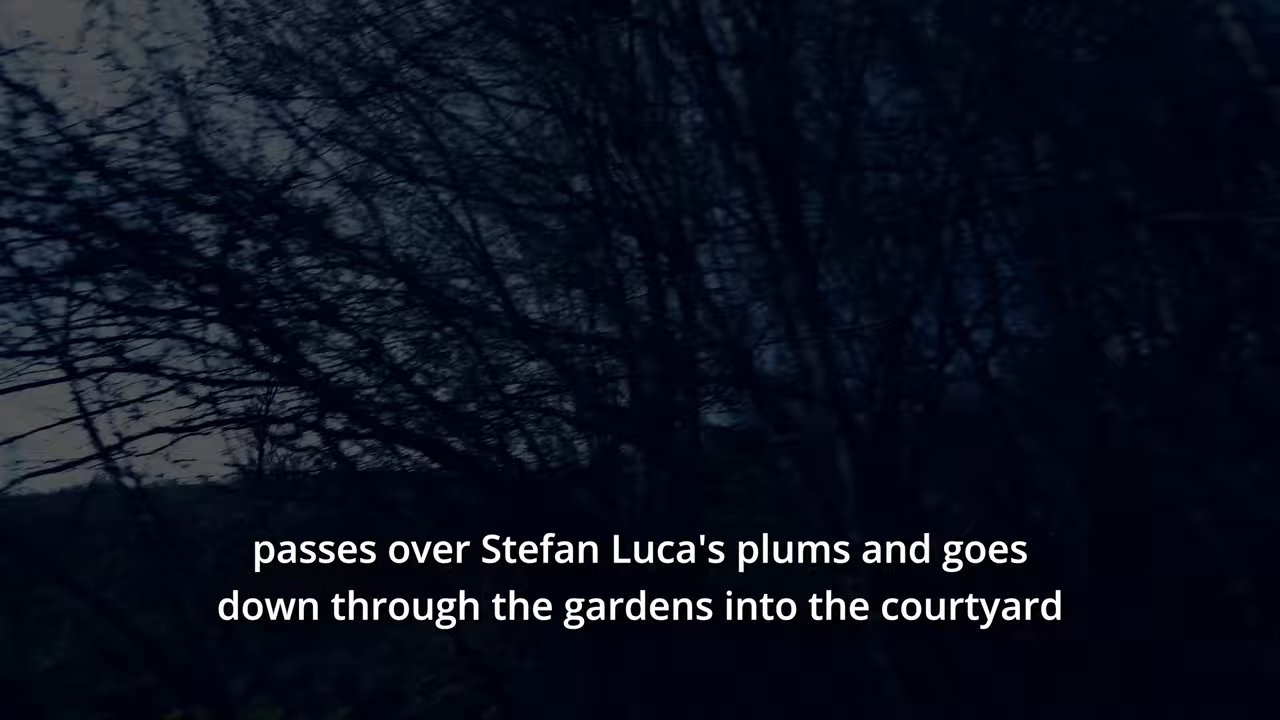 passes over Stefan Luca's plums and goes
down through the gardens into the courtyard